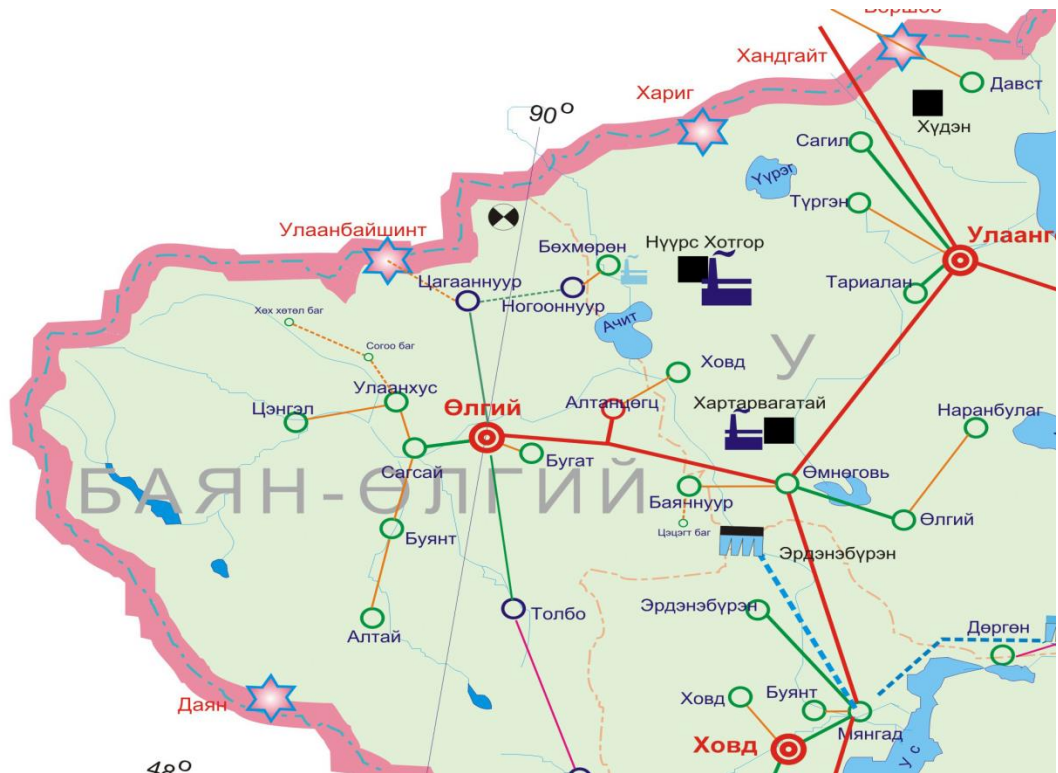 Боршоо
Хандгайт
Давст
Хариг
Хүдэн
90°
Сагил
Үүрэг
Түргэн
Улаанбайшинт
Бөхмөрөн
Нүүрс Хотгор
Улаанго
Цагааннуур
Ногооннуур
Тариалан
Хөх хөтөл баг
Ачит
Согоо баг
Ховд
У
Улаанхус
Цэнгэл
Өлгий
Алтанцөгц
Хартарвагатай
Наранбулаг
Сагсай
Бугат
Өмнөговь
БАЯН-ӨЛГИЙ
Баяннуур
Өлгий
Цэцэгт баг
Буянт
Эрдэнэбүрэн
Эрдэнэбүрэн
Толбо
Дөргөн
Алтай
Даян
Ховд
Буянт
Мянгад
Ховд
У с
48°